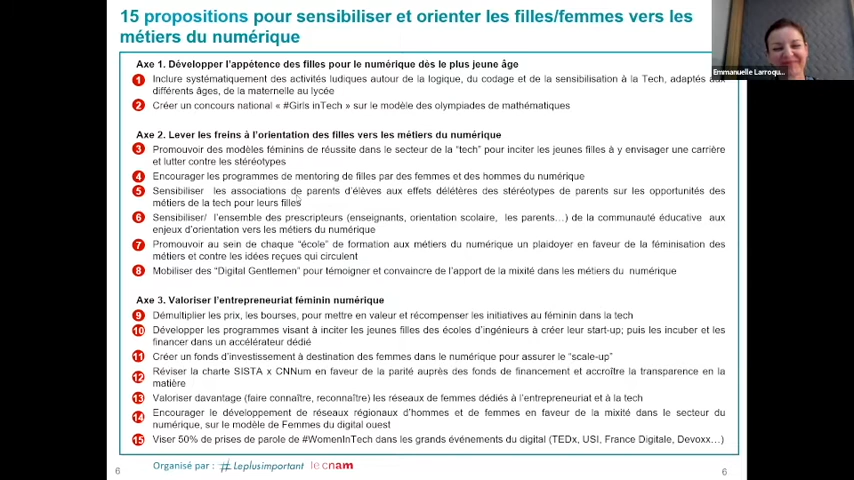 15 propositions pour sensibiliser et orienter les filles/femmes vers les
métiers du numérique
Emmanuelle Larroqu...
Axe 1. Développer l'appétence des filles pour le numérique dès le plus jeune âge
1 Inclure systématiquement des activités ludiques autour de la logique, du codage et de la sensibilisation à la Tech, adaptés aux
différents âges, de la maternelle au lycée
2 Créer un concours national « #Girls inTech » sur le modèle des olympiades de mathématiques
Axe 2. Lever les freins à l'orientation des filles vers les métiers du numérique
3 Promouvoir des modèles féminins de réussite dans le secteur de la "tech" pour inciter les jeunes filles à y envisager une carrière
et lutter contre les stéréotypes
4 Encourager les programmes de mentoring de filles par des femmes et des hommes du numérique
5 Sensibiliser les associations de parents d'élèves aux effets délétères des stéréotypes de parents sur les opportunités des
métiers de la tech pour leurs filles
6 Sensibiliser/ l'ensemble des prescripteurs (enseignants, orientation scolaire, les parents…) de la communauté éducative aux
enjeux d'orientation vers les métiers du numérique
7 Promouvoir au sein de chaque "école" de formation aux métiers du numérique un plaidoyer en faveur de la féminisation des
métiers et contre les idées reçues qui circulent
8 Mobiliser des "Digital Gentlemen" pour témoigner et convaincre de l'apport de la mixité dans les métiers du numérique
Axe 3. Valoriser l'entrepreneuriat féminin numérique
9 Démultiplier les prix, les bourses, pour mettre en valeur et récompenser les initiatives au féminin dans la tech
10 Développer les programmes visant à inciter les jeunes filles des écoles d'ingénieurs à créer leur start-up; puis les incuber et les
financer dans un accélérateur dédié
11 Créer un fonds d'investissement à destination des femmes dans le numérique pour assurer le "scale-up"
12 Réviser la charte SISTA x CNNum en faveur de la parité auprès des fonds de financement et accroître la transparence en la
matière
13 Valoriser davantage (faire connaître, reconnaître) les réseaux de femmes dédiés à l'entrepreneuriat et à la tech
14 Encourager le développement de réseaux régionaux d'hommes et de femmes en faveur de la mixité dans le secteur du
numérique, sur le modèle de Femmes du digital ouest
15 Viser 50% de prises de parole de #WomenInTech dans les grands événements du digital (TEDx, USI, France Digitale, Devoxx…)
6 Organisé par : #Leplusimportant le cnam 6